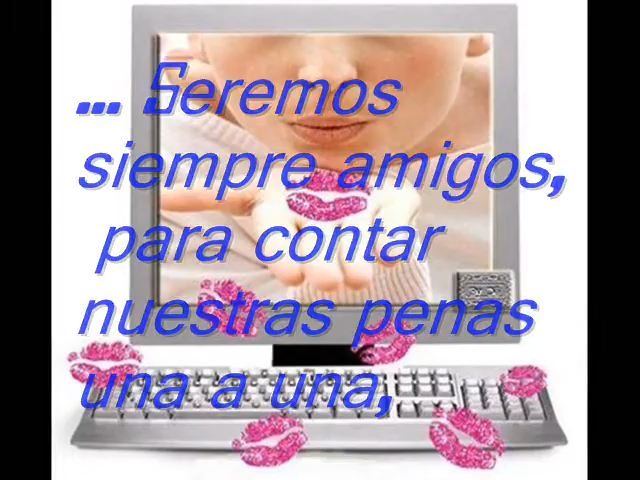 ... Seremos
siempre amigos,
para contar
nuestras penas
una a una,